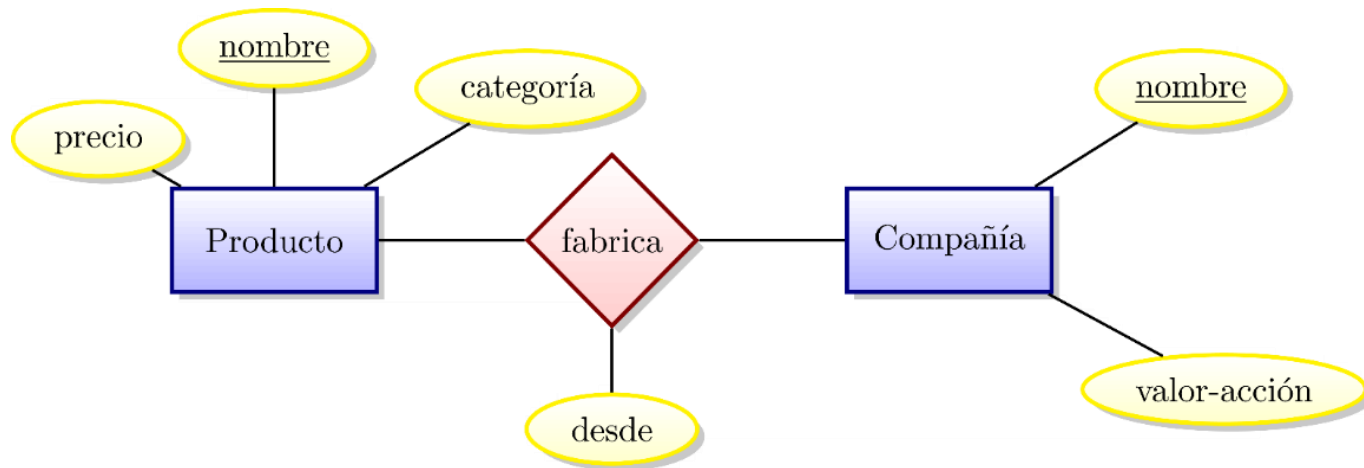 nombre
categoría
nombre
precio
Producto
fabrica
Compañía
valor-acción
desde